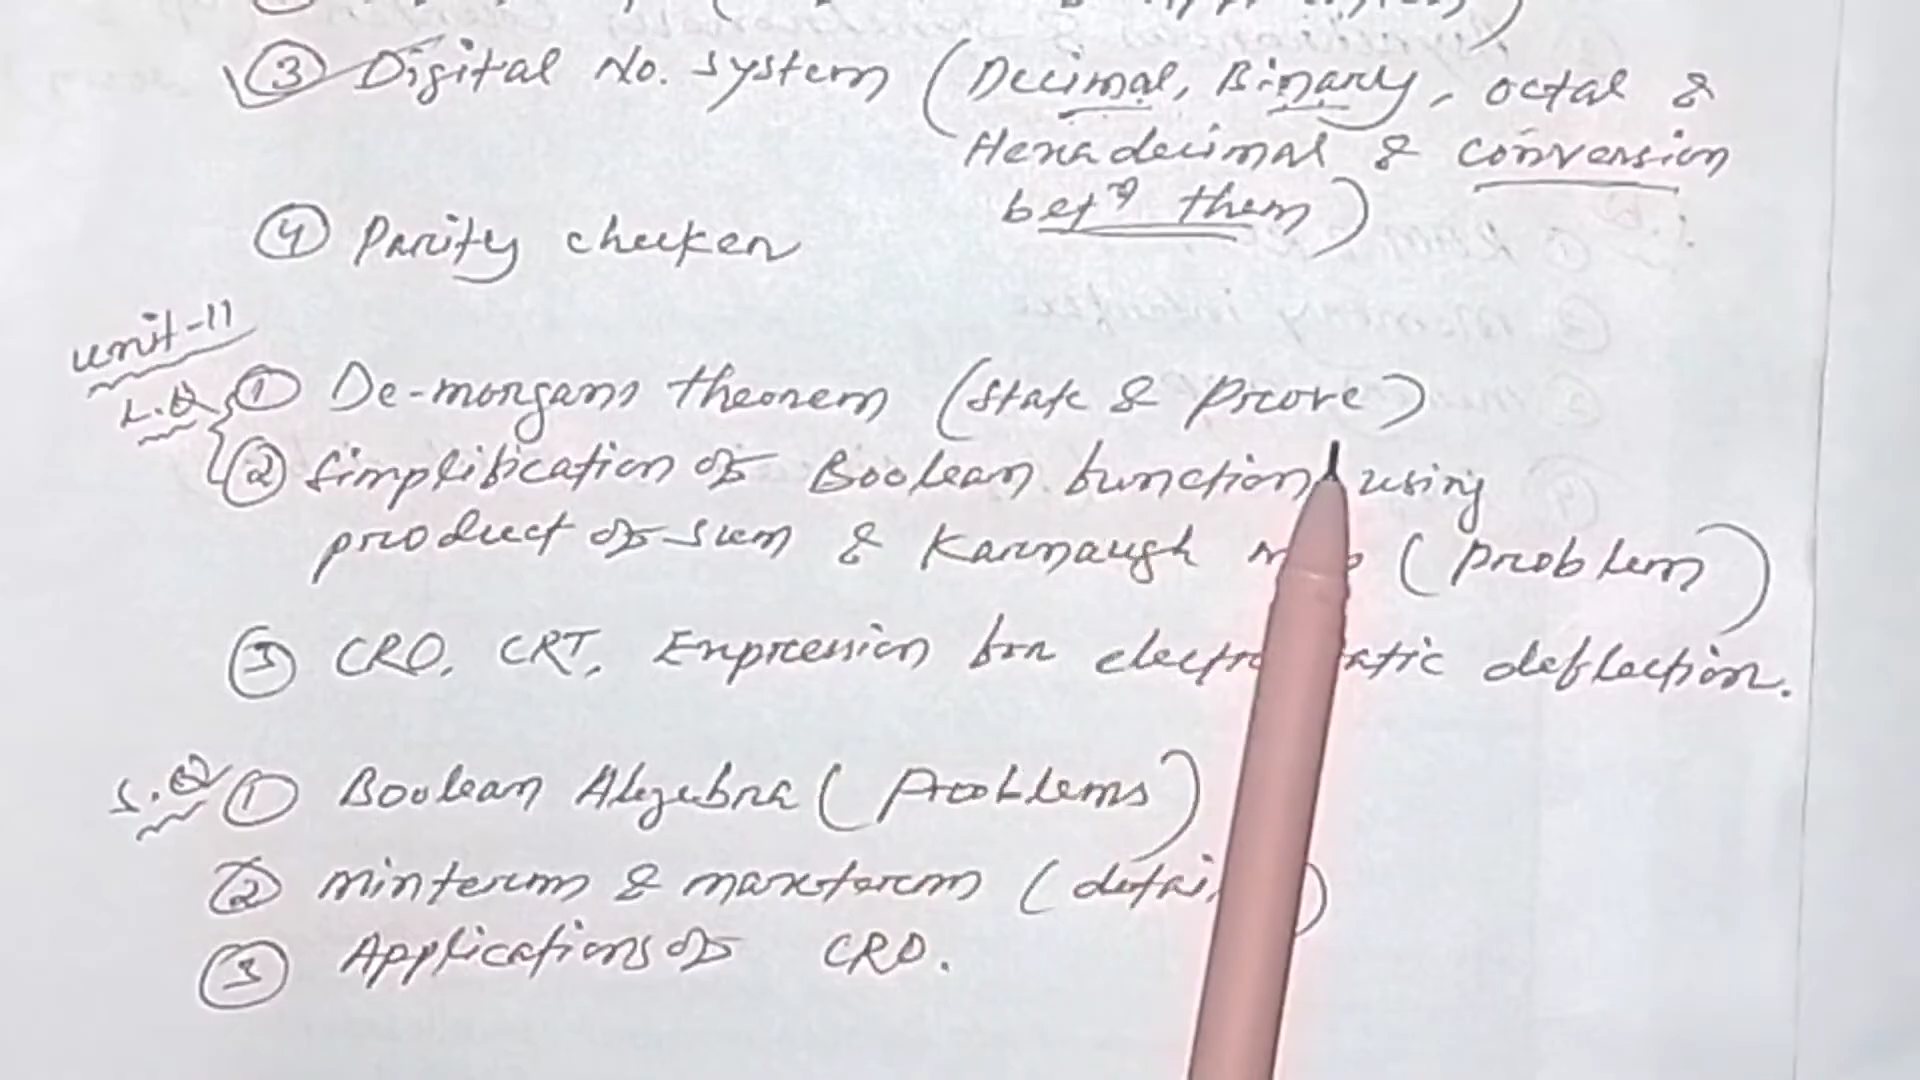 ③ Digital No. system (Decimal, Binary, octal &
Hexadecimal & conversion
betn them)
④ Parity checker
unit-II
L.Q ① De-morgans theorem (state & Prove)
② Simplification of Boolean function using
product of sum & Karnaugh (problem)
③ CRO, CRT, Expression for deflection.
S.Q ① Boolean Algebra (Problems)
② minterm & maxterm
③ Applications of CRO.